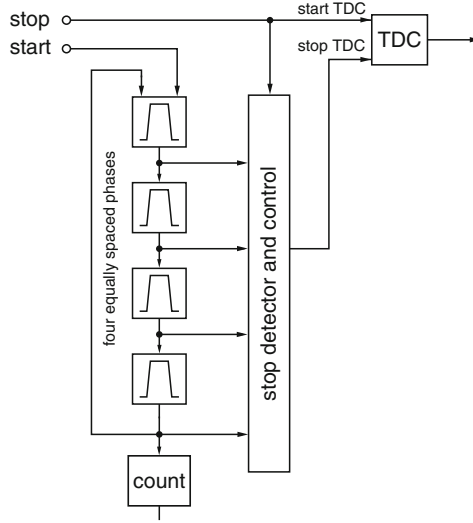 stop
start
start TDC
stop TDC
TDC
four equally spaced phases
stop detector and control
count